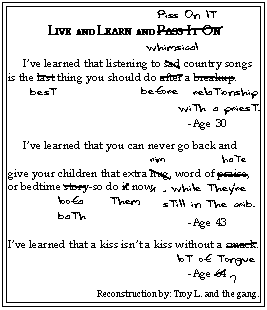 Piss On IT
LIVE AND LEARN AND PASS IT ON
whimsical
I've learned that listening to sad country songs
is the last thing you should do after a breakup.
besT before relaTionship
wiTh a priesT.
-Age 30
I've learned that you can never go back and
rim haTe
give your children that extra hug, word of praise,
or bedtime story-so do it now.
, while They're
boob Them sTill in The crib.
baTh
-Age 43
I've learned that a kiss isn't a kiss without a smack.
biT of Tongue
-Age 64
7
Reconstruction by: Troy L. and the gang.